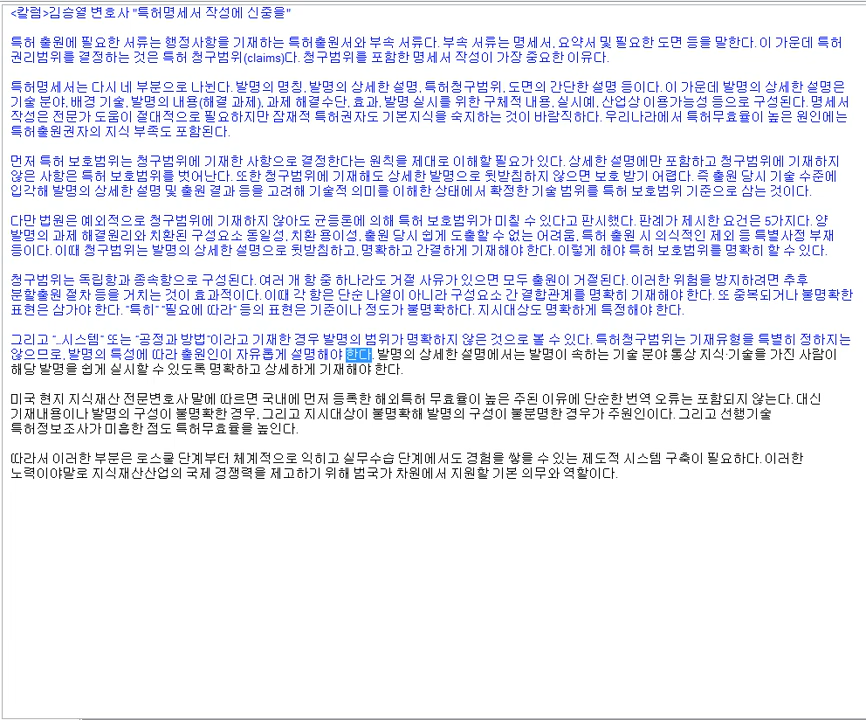 <칼럼>김승열 변호사 "특허명세서 작성에 신중을"
특허 출원에 필요한 서류는 행정사항을 기재하는 특허출원서와 부속 서류다. 부속 서류는 명세서, 요약서 및 필요한 도면 등을 말한다. 이 가운데 특허
권리범위를 결정하는 것은 특허 청구범위(claims)다. 청구범위를 포함한 명세서 작성이 가장 중요한 이유다.
특허명세서는 다시 네 부분으로 나뉜다. 발명의 명칭, 발명의 상세한 설명, 특허청구범위, 도면의 간단한 설명 등이다. 이 가운데 발명의 상세한 설명은
기술 분야, 배경 기술, 발명의 내용(해결 과제), 과제 해결수단, 효과, 발명 실시를 위한 구체적 내용, 실시예, 산업상 이용가능성 등으로 구성된다. 명세서
작성은 전문가 도움이 절대적으로 필요하지만 잠재적 특허권자도 기본지식을 숙지하는 것이 바람직하다. 우리나라에서 특허무효율이 높은 원인에는
특허출원권자의 지식 부족도 포함된다.
먼저 특허 보호범위는 청구범위에 기재한 사항으로 결정한다는 원칙을 제대로 이해할 필요가 있다. 상세한 설명에만 포함하고 청구범위에 기재하지
않은 사항은 특허 보호범위를 벗어난다. 또한 청구범위에 기재해도 상세한 발명으로 뒷받침하지 않으면 보호 받기 어렵다. 즉 출원 당시 기술 수준에
입각해 발명의 상세한 설명 및 출원 결과 등을 고려해 기술적 의미를 이해한 상태에서 확정한 기술 범위를 특허 보호범위 기준으로 삼는 것이다.
다만 법원은 예외적으로 청구범위에 기재하지 않아도 균등론에 의해 특허 보호범위가 미칠 수 있다고 판시했다. 판례가 제시한 요건은 5가지다. 양
발명의 과제 해결원리와 치환된 구성요소 동일성, 치환 용이성, 출원 당시 쉽게 도출할 수 없는 어려움, 특허 출원 시 의식적인 제외 등 특별사정 부재
등이다. 이때 청구범위는 발명의 상세한 설명으로 뒷받침하고, 명확하고 간결하게 기재해야 한다. 이렇게 해야 특허 보호범위를 명확히 할 수 있다.
청구범위는 독립항과 종속항으로 구성된다. 여러 개 항 중 하나라도 거절 사유가 있으면 모두 출원이 거절된다. 이러한 위험을 방지하려면 추후
분할출원 절차 등을 거치는 것이 효과적이다. 이때 각 항은 단순 나열이 아니라 구성요소 간 결합관계를 명확히 기재해야 한다. 또 중복되거나 불명확한
표현은 삼가야 한다. “특히” “필요에 따라” 등의 표현은 기준이나 정도가 불명확하다. 지시대상도 명확하게 특정해야 한다.
그리고 “..시스템” 또는 “공정과 방법”이라고 기재한 경우 발명의 범위가 명확하지 않은 것으로 볼 수 있다. 특허청구범위는 기재유형을 특별히 정하지는
않으므로, 발명의 특성에 따라 출원인이 자유롭게 설명해야 한다. 발명의 상세한 설명에서는 발명이 속하는 기술 분야 통상 지식·기술을 가진 사람이
해당 발명을 쉽게 실시할 수 있도록 명확하고 상세하게 기재해야 한다.
미국 현지 지식재산 전문변호사 말에 따르면 국내에 먼저 등록한 해외특허 무효율이 높은 주된 이유에 단순한 번역 오류는 포함되지 않는다. 대신
기재내용이나 발명의 구성이 불명확한 경우, 그리고 지시대상이 불명확해 발명의 구성이 불분명한 경우가 주원인이다. 그리고 선행기술
특허정보조사가 미흡한 점도 특허무효율을 높인다.
따라서 이러한 부분은 로스쿨 단계부터 체계적으로 익히고 실무수습 단계에서도 경험을 쌓을 수 있는 제도적 시스템 구축이 필요하다. 이러한
노력이야말로 지식재산산업의 국제 경쟁력을 제고하기 위해 범국가 차원에서 지원할 기본 의무와 역할이다.